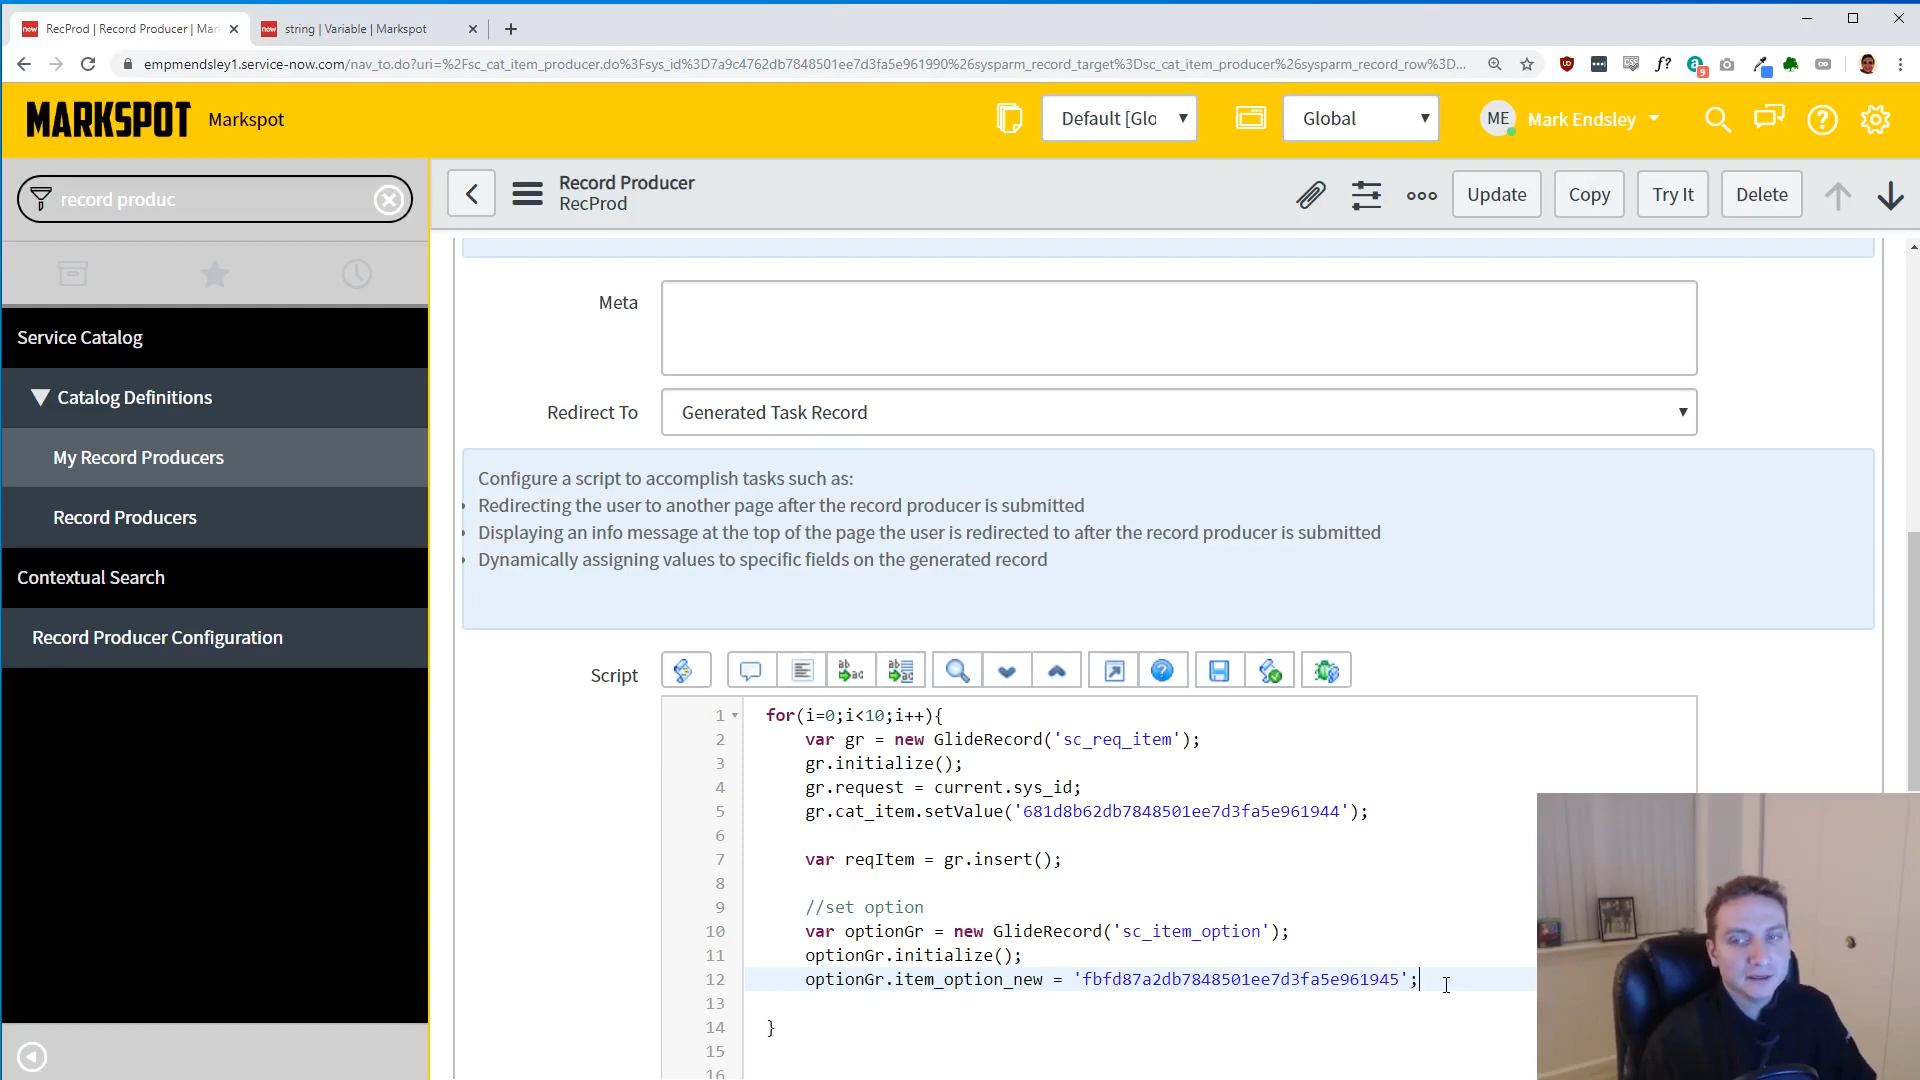 RecProd | Record Producer | Mar
string | Variable | Markspot
empmendsley1.service-now.com/nav_to.do?uri=%2Fsc_cat_item_producer.do%3Fsys_id%3D7a9c4762db7848501ee7d3fa5e961990%26sysparm_record_target%3Dsc_cat_item_producer%26sysparm_record_row%3D...
MARKSPOT
Markspot
Default [Glo
Global
ME
Mark Endsley
record produc
Record Producer
RecProd
Update
Copy
Try It
Delete
Service Catalog
Catalog Definitions
My Record Producers
Record Producers
Contextual Search
Record Producer Configuration
Meta
Redirect To
Generated Task Record
Configure a script to accomplish tasks such as:
Redirecting the user to another page after the record producer is submitted
Displaying an info message at the top of the page the user is redirected to after the record producer is submitted
Dynamically assigning values to specific fields on the generated record
Script
1 for(i=0;i<10;i++){
2 var gr = new GlideRecord('sc_req_item');
3 gr.initialize();
4 gr.request = current.sys_id;
5 gr.cat_item.setValue('681d8b62db7848501ee7d3fa5e961944');
6
7 var reqItem = gr.insert();
8
9 //set option
10 var optionGr = new GlideRecord('sc_item_option');
11 optionGr.initialize();
12 optionGr.item_option_new = 'fbfd87a2db7848501ee7d3fa5e961945';
13
14 }
15
16